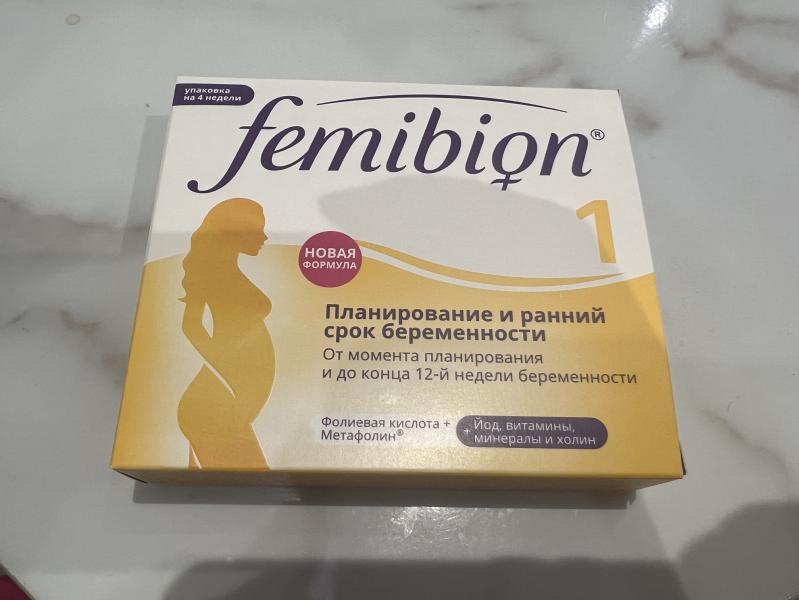 упаковка
на 4 недели
femibion®
1
НОВАЯ
ФОРМУЛА
Планирование и ранний
срок беременности
От момента планирования
и до конца 12-й недели беременности
Фолиевая кислота +
Метафолин®
+ Йод, витамины,
минералы и холин